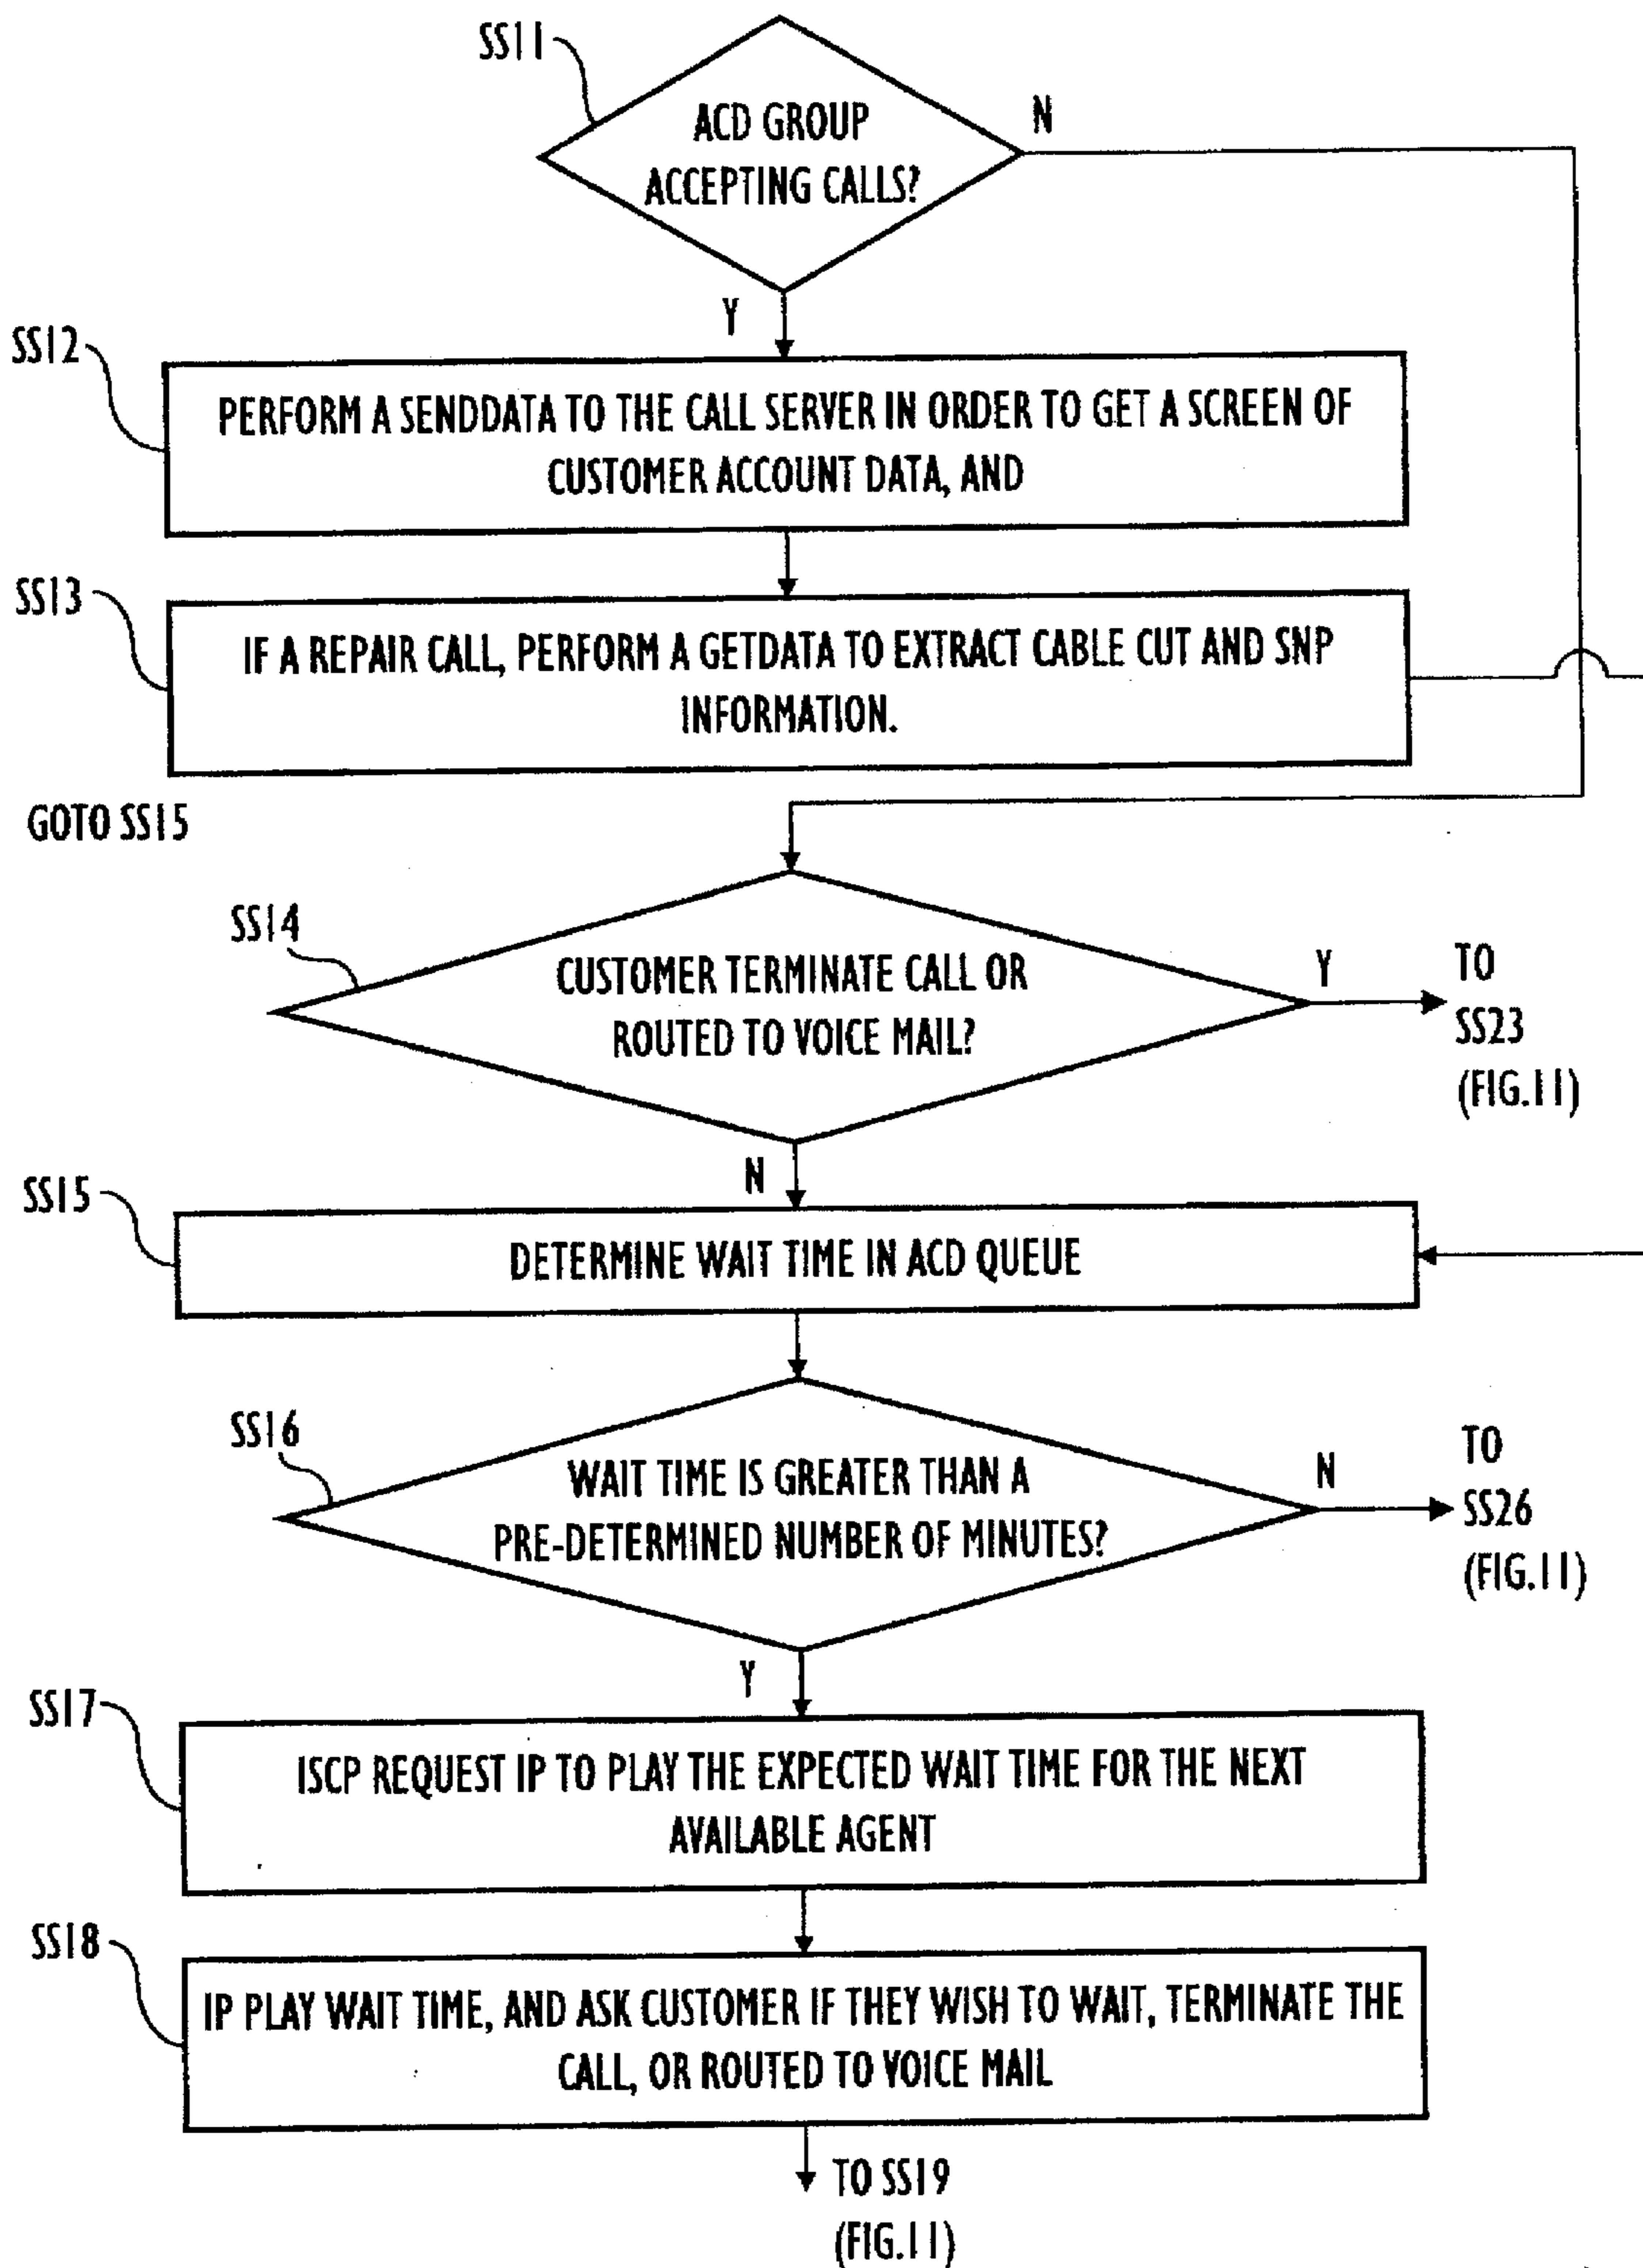 SS11
ACD GROUP
ACCEPTING CALLS?
N
Y
SS12
PERFORM A SENDDATA TO THE CALL SERVER IN ORDER TO GET A SCREEN OF
CUSTOMER ACCOUNT DATA, AND
SS13
IF A REPAIR CALL, PERFORM A GETDATA TO EXTRACT CABLE CUT AND SNP
INFORMATION.
GOTO SS15
SS14
CUSTOMER TERMINATE CALL OR
ROUTED TO VOICE MAIL?
Y
TO
SS23
(FIG.11)
N
SS15
DETERMINE WAIT TIME IN ACD QUEUE
SS16
WAIT TIME IS GREATER THAN A
PRE-DETERMINED NUMBER OF MINUTES?
N
TO
SS26
(FIG.11)
Y
SS17
ISCP REQUEST IP TO PLAY THE EXPECTED WAIT TIME FOR THE NEXT
AVAILABLE AGENT
SS18
IP PLAY WAIT TIME, AND ASK CUSTOMER IF THEY WISH TO WAIT, TERMINATE THE
CALL, OR ROUTED TO VOICE MAIL
TO SS19
(FIG.11)